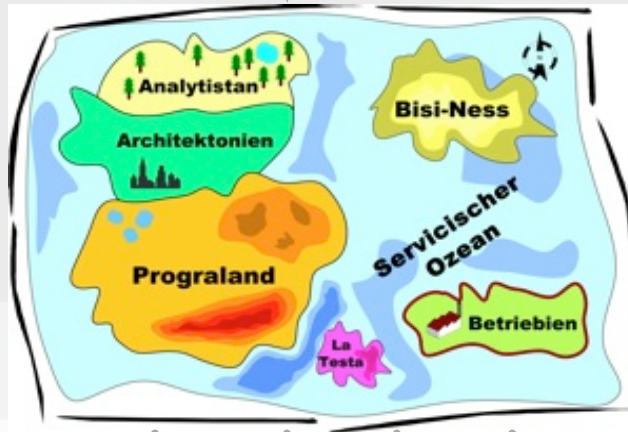 Analytistan
Bisi-Ness
Architektonien
Servicischer
Ozean
Prograland
Betriebien
La
Testa